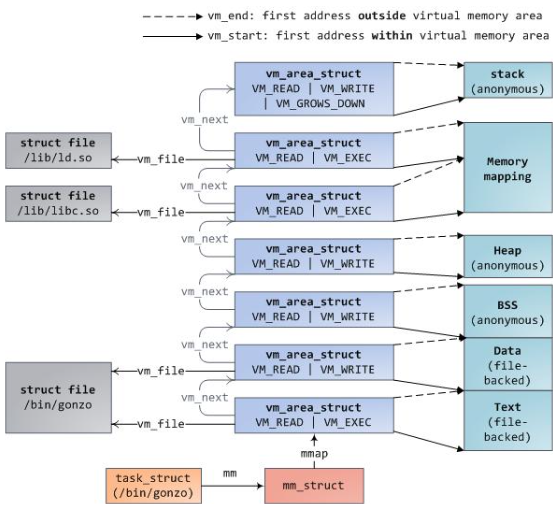 vm_end: first address outside virtual memory area
vm_start: first address within virtual memory area
vm_area_struct
VM_READ | VM_WRITE
| VM_GROWS_DOWN
stack
(anonymous)
vm_next
struct file
/lib/ld.so
vm_file
vm_area_struct
VM_READ | VM_EXEC
Memory
mapping
vm_next
struct file
/lib/libc.so
vm_file
vm_area_struct
VM_READ | VM_EXEC
vm_next
vm_area_struct
VM_READ | VM_WRITE
Heap
(anonymous)
vm_next
vm_area_struct
VM_READ | VM_WRITE
BSS
(anonymous)
vm_next
vm_file
vm_area_struct
VM_READ | VM_WRITE
Data
(file-
backed)
struct file
/bin/gonzo
vm_next
vm_file
vm_area_struct
VM_READ | VM_EXEC
Text
(file-
backed)
mmap
task_struct
(/bin/gonzo)
mm
mm_struct